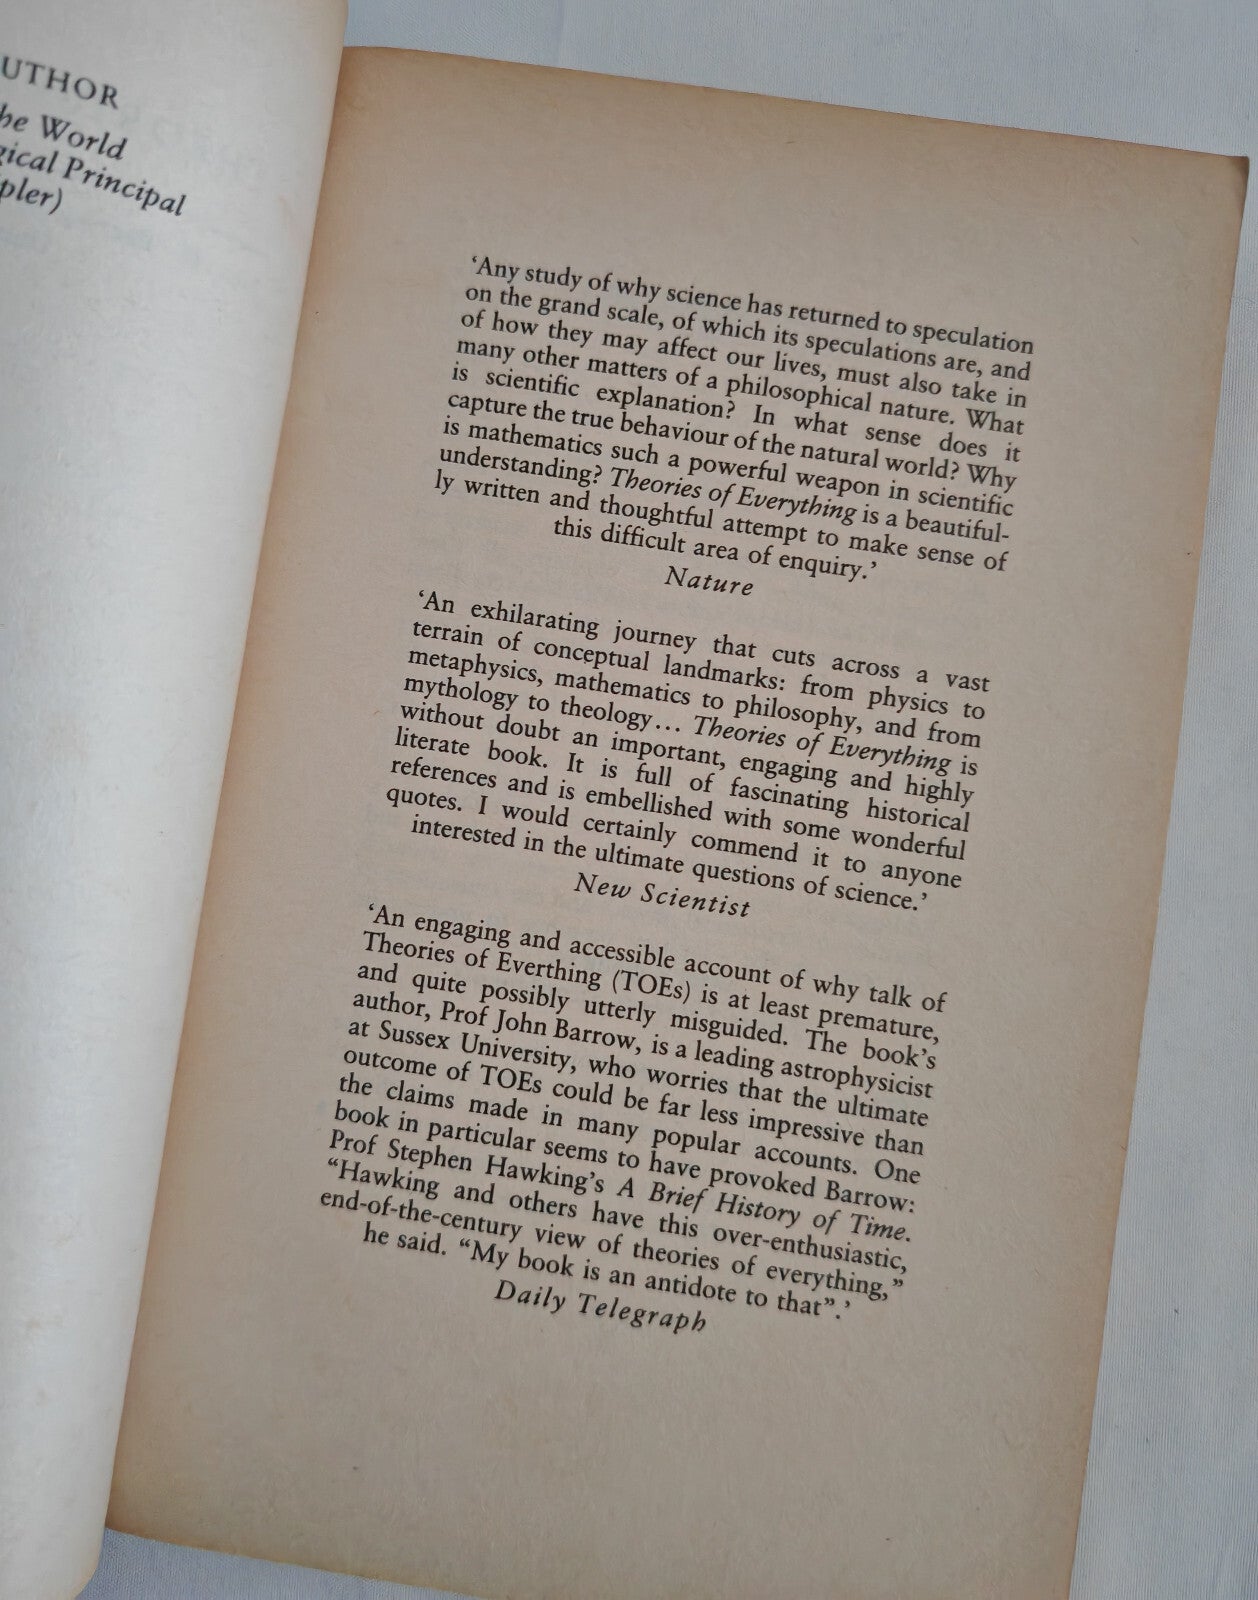 UTHOR
he World
gical Principal
pler)
‘Any study of why science has returned to speculation
on the grand scale, of which its speculations are, and
of how they may affect our lives, must also take in
many other matters of a philosophical nature. What
is scientific explanation? In what sense does it
capture the true behaviour of the natural world? Why
is mathematics such a powerful weapon in scientific
understanding? Theories of Everything is a beautiful-
ly written and thoughtful attempt to make sense of
this difficult area of enquiry.’
Nature
‘An exhilarating journey that cuts across a vast
terrain of conceptual landmarks: from physics to
metaphysics, mathematics to philosophy, and from
mythology to theology... Theories of Everything is
without doubt an important, engaging and highly
literate book. It is full of fascinating historical
references and is embellished with some wonderful
quotes. I would certainly commend it to anyone
interested in the ultimate questions of science.’
New Scientist
‘An engaging and accessible account of why talk of
Theories of Everthing (TOEs) is at least premature,
and quite possibly utterly misguided. The book’s
author, Prof John Barrow, is a leading astrophysicist
at Sussex University, who worries that the ultimate
outcome of TOEs could be far less impressive than
the claims made in many popular accounts. One
book in particular seems to have provoked Barrow:
Prof Stephen Hawking’s A Brief History of Time.
“Hawking and others have this over-enthusiastic,
end-of-the-century view of theories of everything,”
he said. “My book is an antidote to that”.’
Daily Telegraph